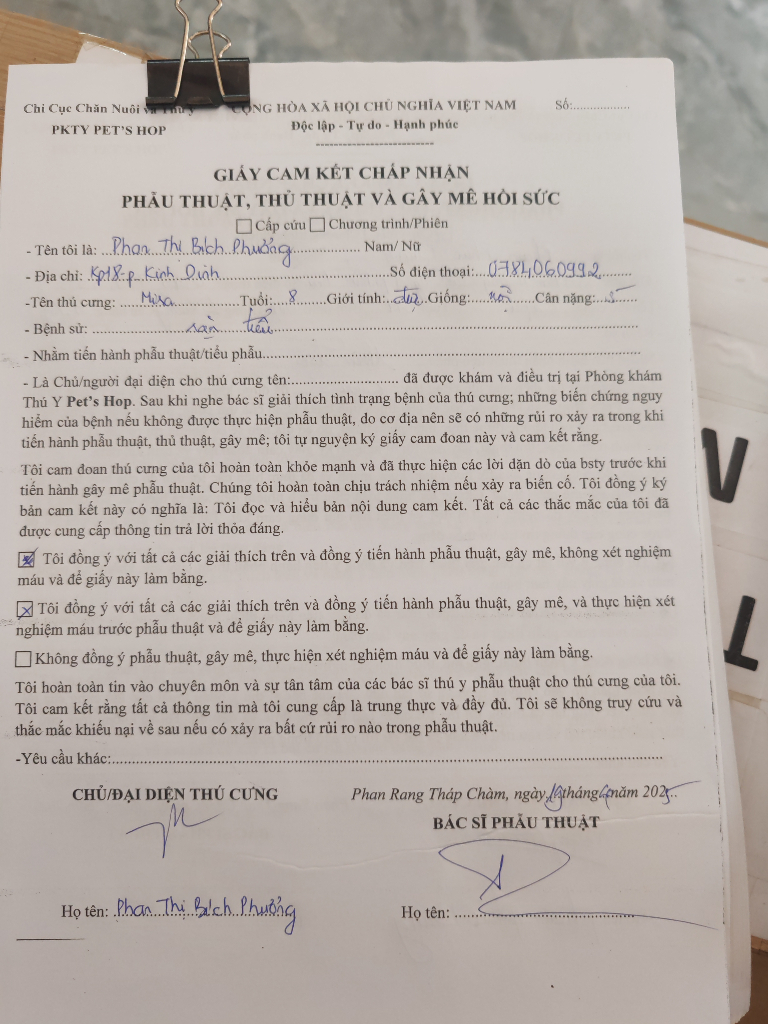 Chi Cục Chăn Nuôi và Thú y CỘNG HÒA XÃ HỘI CHỦ NGHĨA VIỆT NAM Số:................
PKTY PET'S HOP Độc lập - Tự do - Hạnh phúc
--------------------------
GIẤY CAM KẾT CHẤP NHẬN
PHẪU THUẬT, THỦ THUẬT VÀ GÂY MÊ HỒI SỨC
Cấp cứu Chương trình/Phiên
- Tên tôi là: Phan Thị Bích Phưởng Nam/ Nữ
- Địa chỉ: Kp18-p. Kinh Dinh Số điện thoại: 0784060992
-Tên thú cưng: Misa Tuổi: 8 Giới tính: đực Giống: Cân nặng: 5
- Bệnh sử: sàn tiểu
- Nhằm tiến hành phẫu thuật/tiểu phẫu................
- Là Chủ/người đại diện cho thú cưng tên:................ đã được khám và điều trị tại Phòng khám
Thú Y Pet's Hop. Sau khi nghe bác sĩ giải thích tình trạng bệnh của thú cưng; những biến chứng nguy
hiểm của bệnh nếu không được thực hiện phẫu thuật, do cơ địa nên sẽ có những rủi ro xảy ra trong khi
tiến hành phẫu thuật, thủ thuật, gây mê; tôi tự nguyện ký giấy cam đoan này và cam kết rằng.
Tôi cam đoan thú cưng của tôi hoàn toàn khỏe mạnh và đã thực hiện các lời dặn dò của bsty trước khi
tiến hành gây mê phẫu thuật. Chúng tôi hoàn toàn chịu trách nhiệm nếu xảy ra biến cố. Tôi đồng ý ký
bản cam kết này có nghĩa là: Tôi đọc và hiểu bản nội dung cam kết. Tất cả các thắc mắc của tôi đã
được cung cấp thông tin trả lời thỏa đáng.
Tôi đồng ý với tất cả các giải thích trên và đồng ý tiến hành phẫu thuật, gây mê, không xét nghiệm
máu và để giấy này làm bằng.
Tôi đồng ý với tất cả các giải thích trên và đồng ý tiến hành phẫu thuật, gây mê, và thực hiện xét
nghiệm máu trước phẫu thuật và để giấy này làm bằng.
Không đồng ý phẫu thuật, gây mê, thực hiện xét nghiệm máu và để giấy này làm bằng.
Tôi hoàn toàn tin vào chuyên môn và sự tận tâm của các bác sĩ thú y phẫu thuật cho thú cưng của tôi.
Tôi cam kết rằng tất cả thông tin mà tôi cung cấp là trung thực và đầy đủ. Tôi sẽ không truy cứu và
thắc mắc khiếu nại về sau nếu có xảy ra bất cứ rủi ro nào trong phẫu thuật.
-Yêu cầu khác:................
CHỦ/ĐẠI DIỆN THÚ CƯNG Phan Rang Tháp Chàm, ngày tháng năm 2025
BÁC SĨ PHẪU THUẬT
Họ tên: Phan Thị Bích Phưởng Họ tên: ................